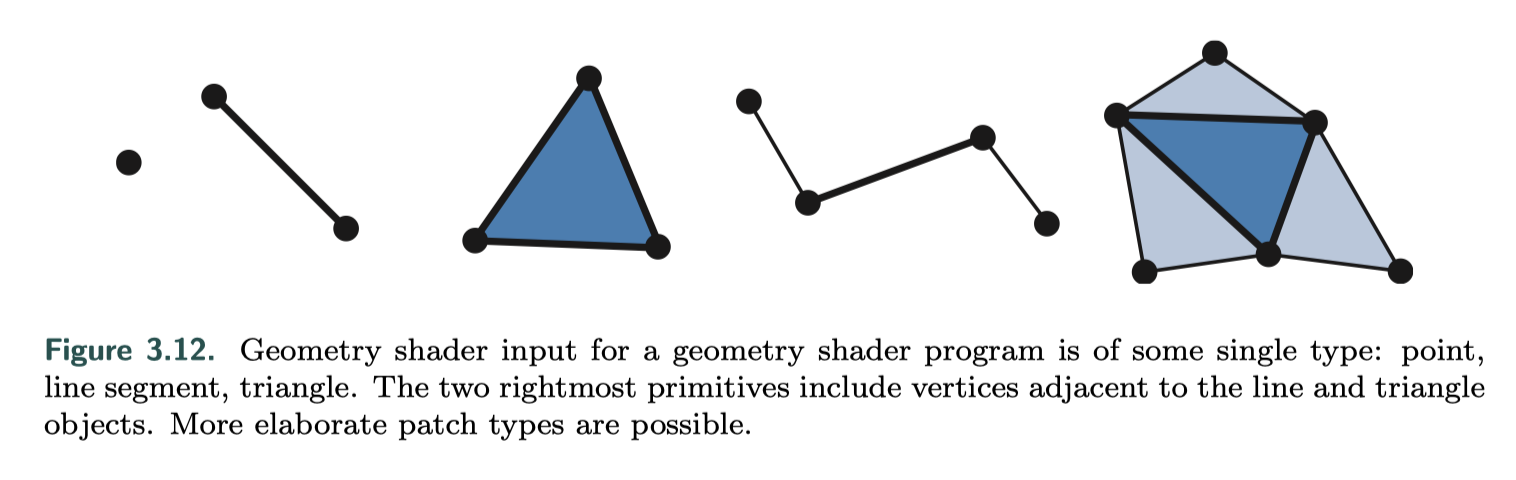 Figure 3.12. Geometry shader input for a geometry shader program is of some single type: point,
line segment, triangle. The two rightmost primitives include vertices adjacent to the line and triangle
objects. More elaborate patch types are possible.